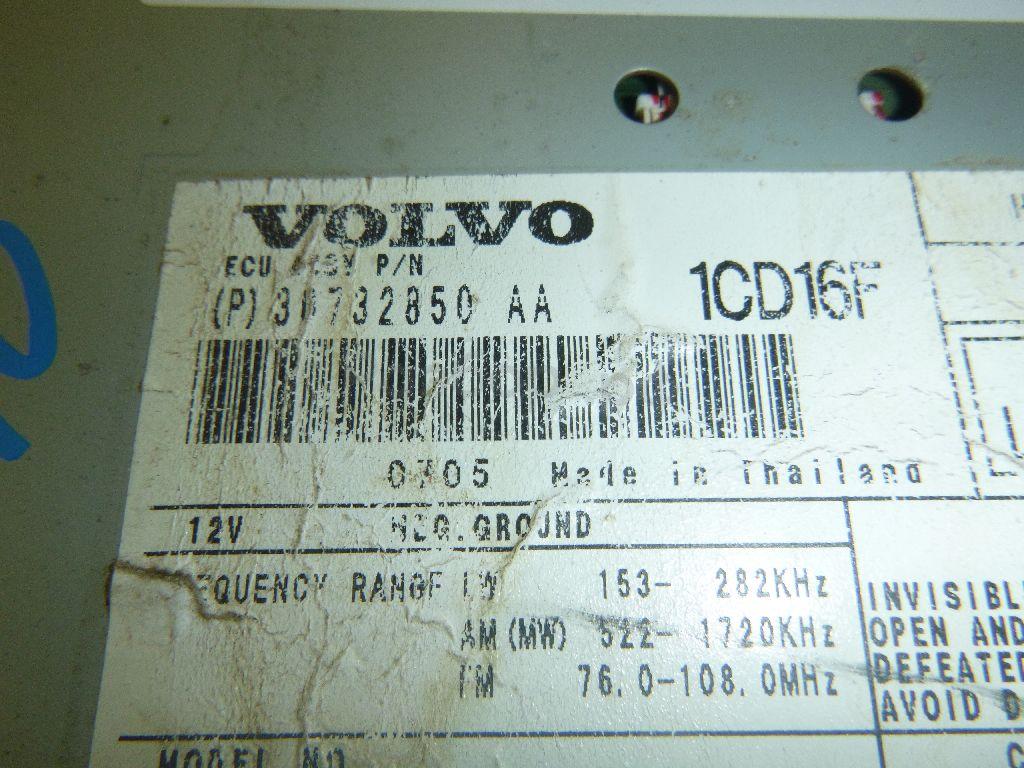 VOLVO
ECU ASSY P/N
(P) 30732850 AA
1CD16F
0705 Made in Thailand
12V NEG.GROUND
EQUENCY RANGE LW 153- 282KHz
AM (MW) 522- 1720KHz
FM 76.0-108.0MHz
INVISIBL
OPEN AND
DEFEATED
AVOID D
MODEL NO